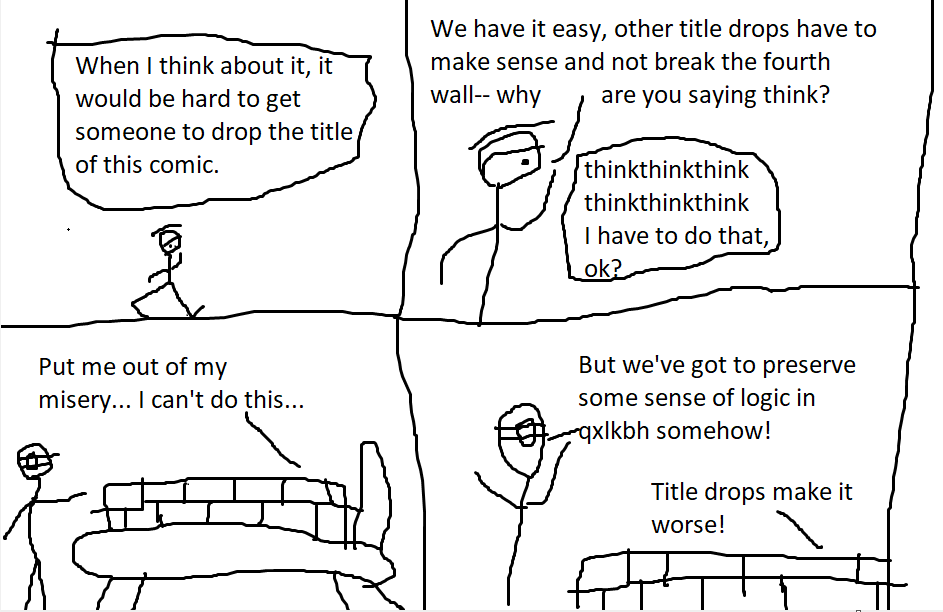 When I think about it, it
would be hard to get
someone to drop the title
of this comic.
We have it easy, other title drops have to
make sense and not break the fourth
wall-- why are you saying think?
thinkthinkthink
thinkthinkthink
I have to do that,
ok?
Put me out of my
misery... I can't do this...
But we've got to preserve
some sense of logic in
qxlkbh somehow!
Title drops make it
worse!